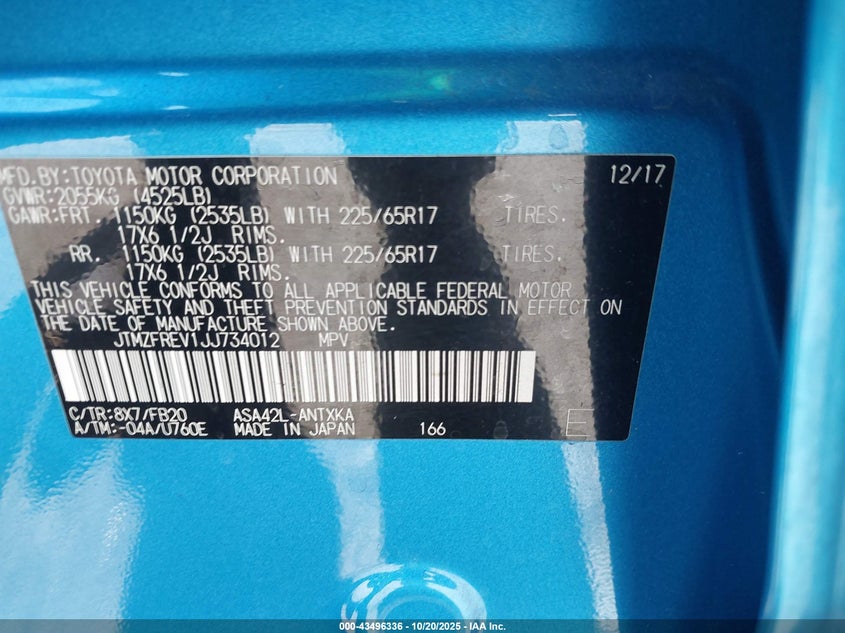 MFD.BY:TOYOTA MOTOR CORPORATION 12/17
GVWR:2055KG (4525LB)
GAWR:FRT. 1150KG (2535LB) WITH 225/65R17 TIRES.
17X6 1/2J RIMS.
RR. 1150KG (2535LB) WITH 225/65R17 TIRES.
17X6 1/2J RIMS.
THIS VEHICLE CONFORMS TO ALL APPLICABLE FEDERAL MOTOR
VEHICLE SAFETY AND THEFT PREVENTION STANDARDS IN EFFECT ON
THE DATE OF MANUFACTURE SHOWN ABOVE.
JTMZFREV1JJ734012 MPV
C/TR:8X7/FB20 ASA42L-ANTXKA
A/TM:-04A/U760E MADE IN JAPAN 166 E
000-43496336 - 10/20/2025 - IAA Inc.